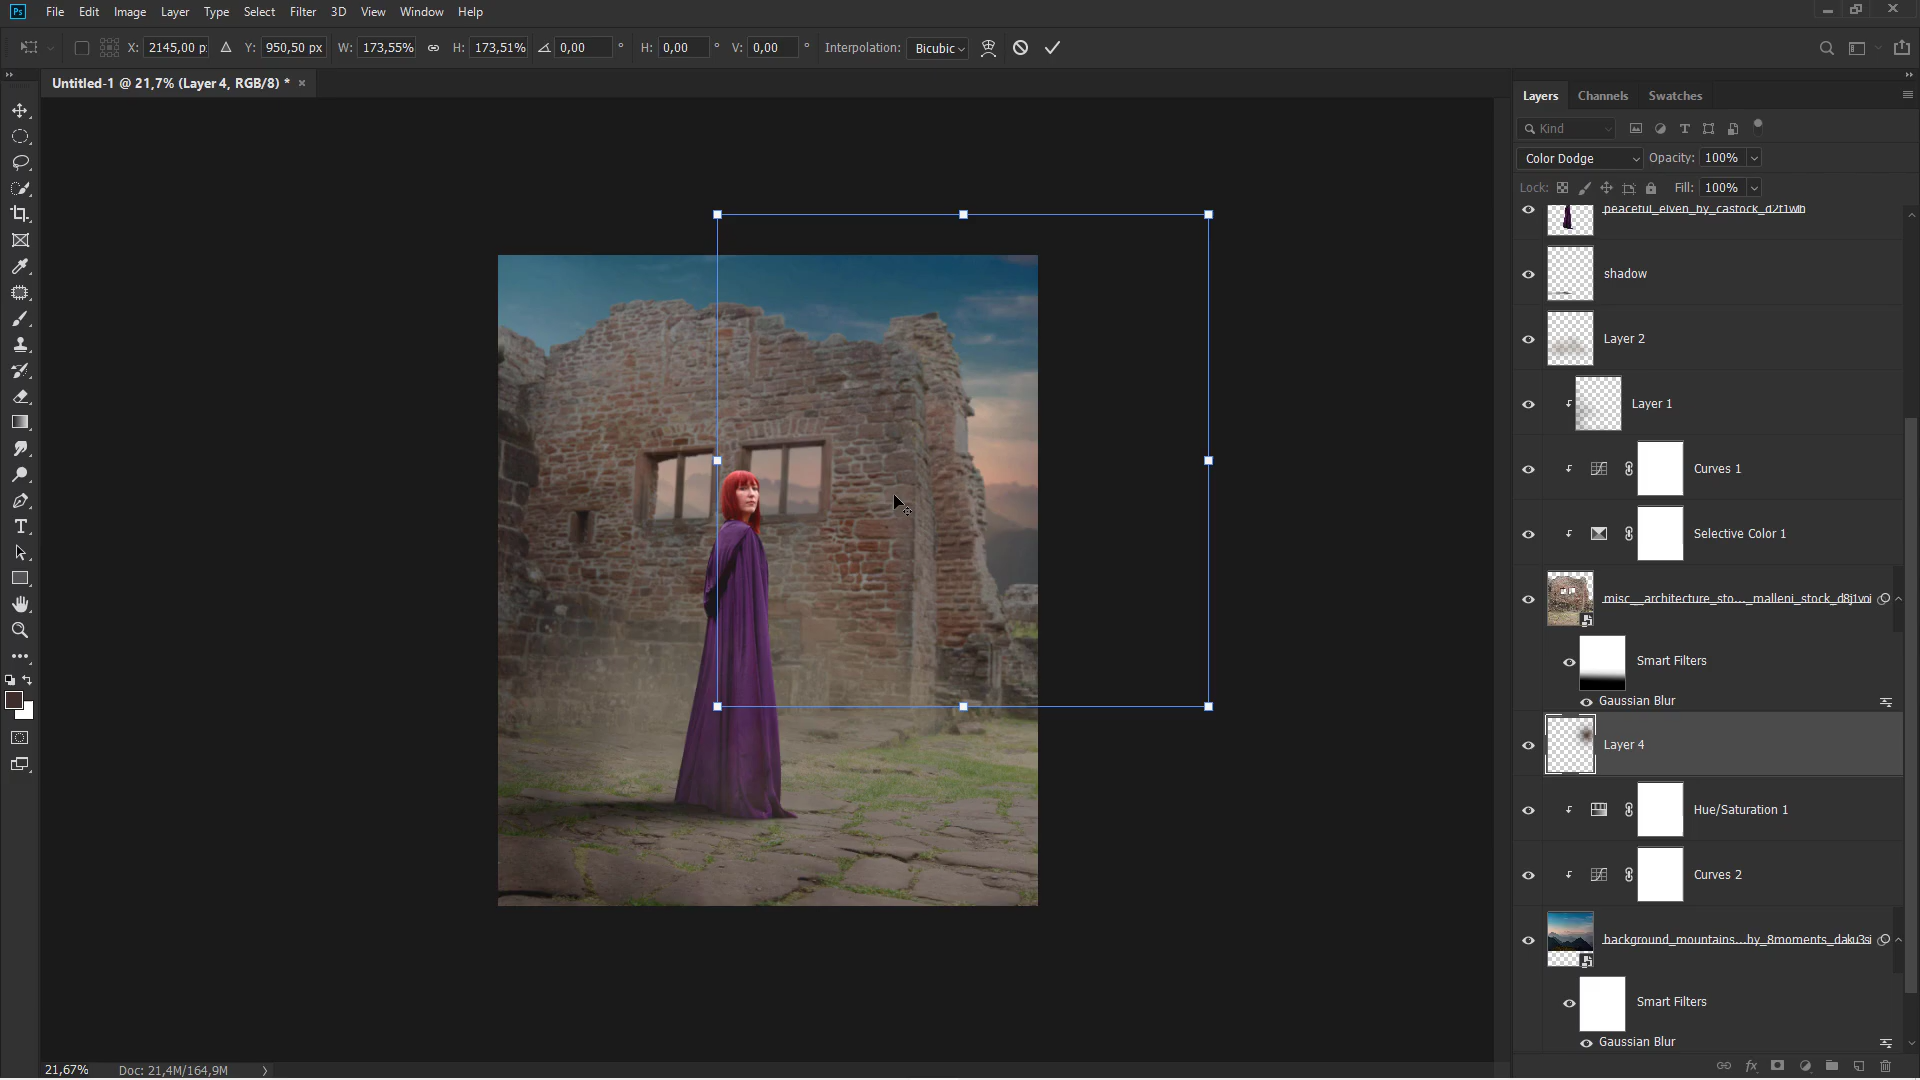 Ps File Edit Image Layer Type Select Filter 3D View Window Help
X: 2145,00 p Y: 950,50 px W: 173,55% H: 173,51% 0,00 ° H: 0,00 ° V: 0,00 ° Interpolation: Bicubic
Untitled-1 @ 21,7% (Layer 4, RGB/8) * ×
Layers Channels Swatches
Kind
Color Dodge Opacity: 100%
Lock: Fill: 100%
peaceful_elven_by_castock_d2f1wlh
shadow
Layer 2
Layer 1
Curves 1
Selective Color 1
misc__architecture_sto..._malleni_stock_d8j1voi
Smart Filters
Gaussian Blur
Layer 4
Hue/Saturation 1
Curves 2
background_mountains...by_8moments_daku3si
Smart Filters
Gaussian Blur
21,67% Doc: 21,4M/164,9M